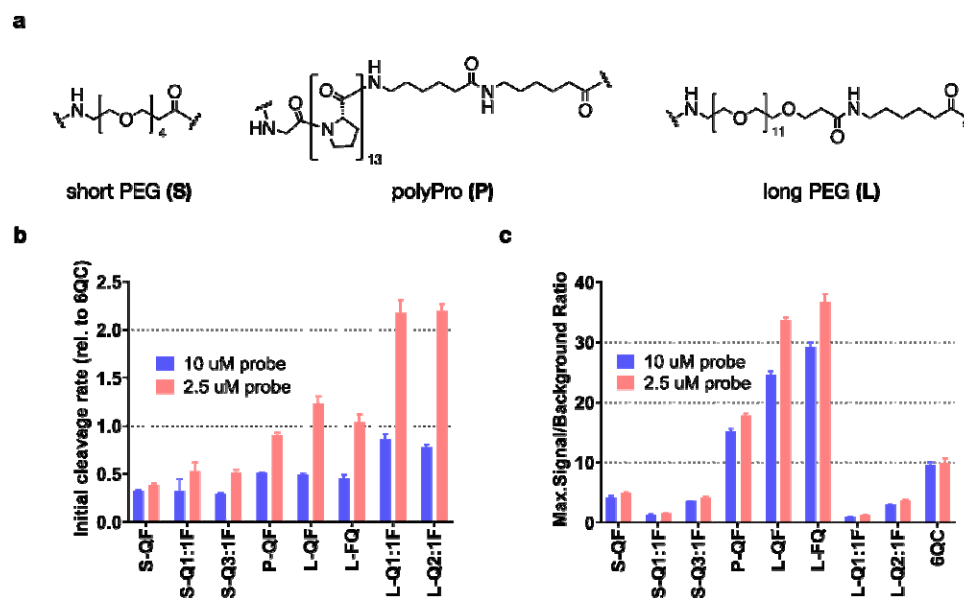 a
H
N
O
4
O
short PEG (S)
N
H
O
N
O
13
H
N
O
N
H
O
polyPro (P)
H
N
O
11
O
O
N
H
O
long PEG (L)
b
Initial cleavage rate (rel. to 6QC)
2.5
2.0
1.5
1.0
0.5
0.0
10 uM probe
2.5 uM probe
S-QF
S-Q1:1F
S-Q3:1F
P-QF
L-QF
L-FQ
L-Q1:1F
L-Q2:1F
c
Max.Signal/Background Ratio
40
30
20
10
0
10 uM probe
2.5 uM probe
S-QF
S-Q1:1F
S-Q3:1F
P-QF
L-QF
L-FQ
L-Q1:1F
L-Q2:1F
6QC